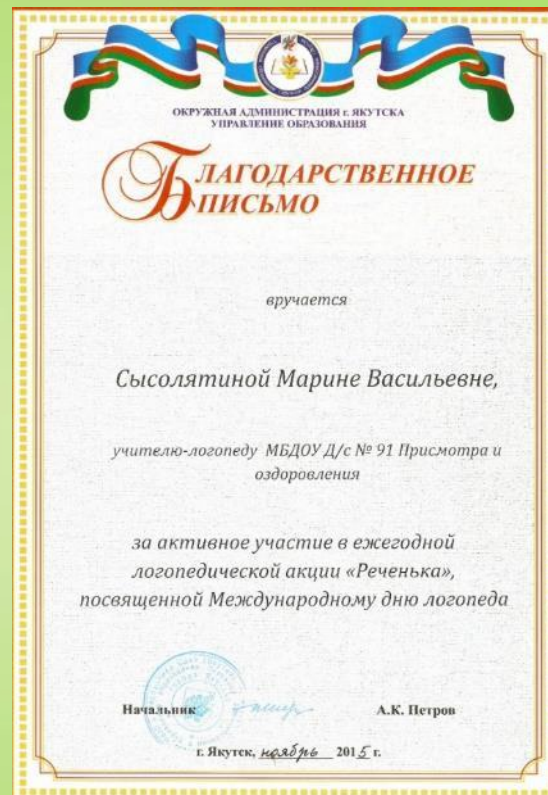 ОКРУЖНАЯ АДМИНИСТРАЦИЯ г. ЯКУТСКА
УПРАВЛЕНИЕ ОБРАЗОВАНИЯ
БЛАГОДАРСТВЕННОЕ
ПИСЬМО
вручается
Сысолятиной Марине Васильевне,
учителю-логопеду МБДОУ Д/с № 91 Присмотра и
оздоровления
за активное участие в ежегодной
логопедической акции «Реченька»,
посвященной Международному дню логопеда
Начальник А.К. Петров
г. Якутск, ноябрь 2015 г.